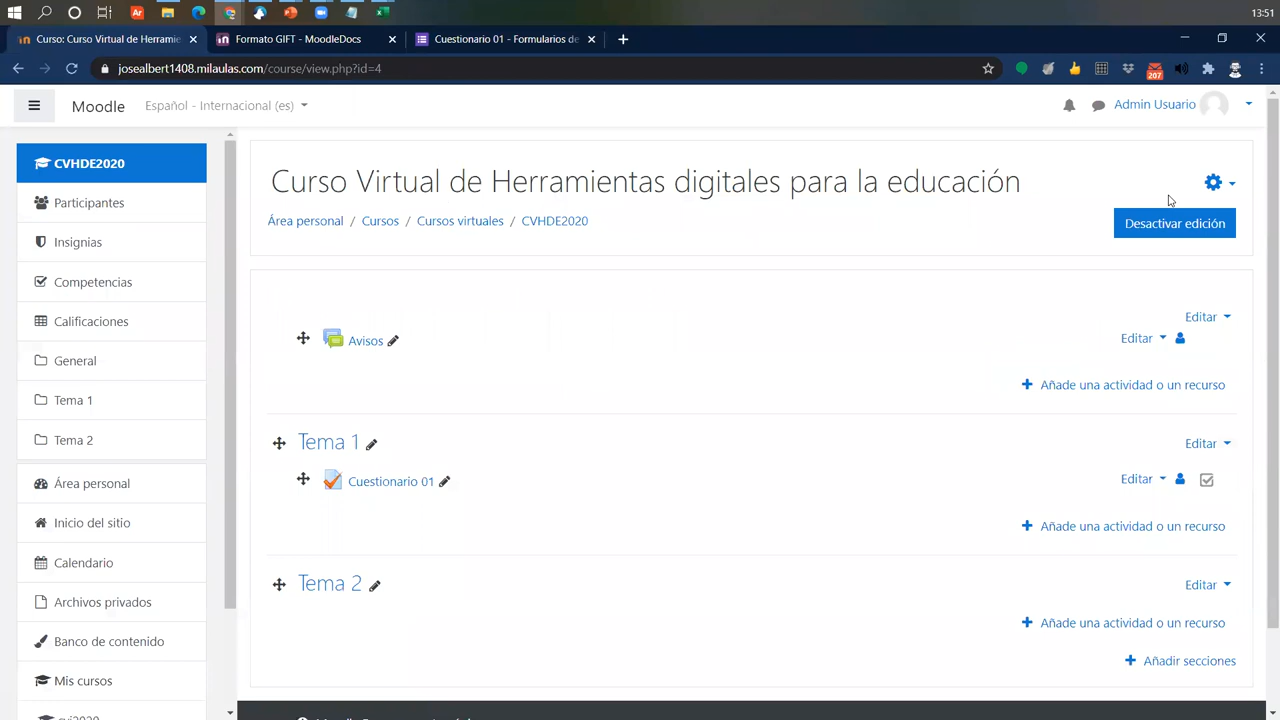 13:51
Curso: Curso Virtual de Herramie
Formato GIFT - MoodleDocs
Cuestionario 01 - Formularios de
josealbert1408.milaulas.com/course/view.php?id=4
207
Moodle
Español - Internacional (es)
Admin Usuario
CVHDE2020
Participantes
Insignias
Competencias
Calificaciones
General
Tema 1
Tema 2
Área personal
Inicio del sitio
Calendario
Archivos privados
Banco de contenido
Mis cursos
Curso Virtual de Herramientas digitales para la educación
Área personal / Cursos / Cursos virtuales / CVHDE2020
Desactivar edición
Editar
Avisos
Editar
Añade una actividad o un recurso
Tema 1
Editar
Cuestionario 01
Editar
Añade una actividad o un recurso
Tema 2
Editar
Añade una actividad o un recurso
Añadir secciones